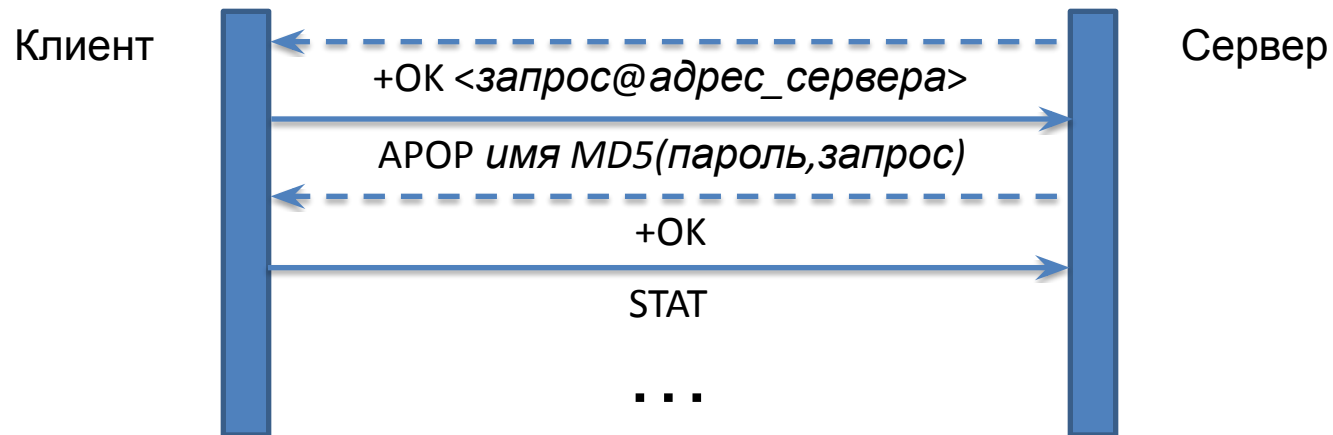 Клиент
Сервер
+OK <запрос@адрес_сервера>
APOP имя MD5(пароль,запрос)
+OK
STAT
...